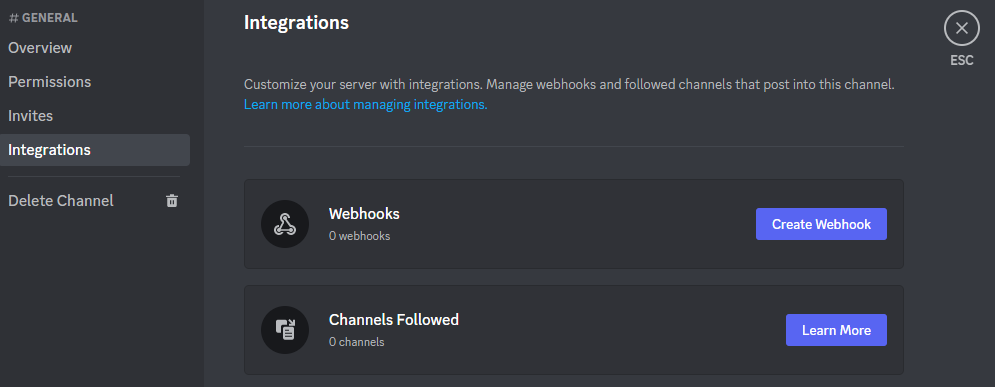 # GENERAL
Overview
Permissions
Invites
Integrations
Delete Channel
Integrations
ESC
Customize your server with integrations. Manage webhooks and followed channels that post into this channel.
Learn more about managing integrations.
Webhooks
0 webhooks
Create Webhook
Channels Followed
0 channels
Learn More